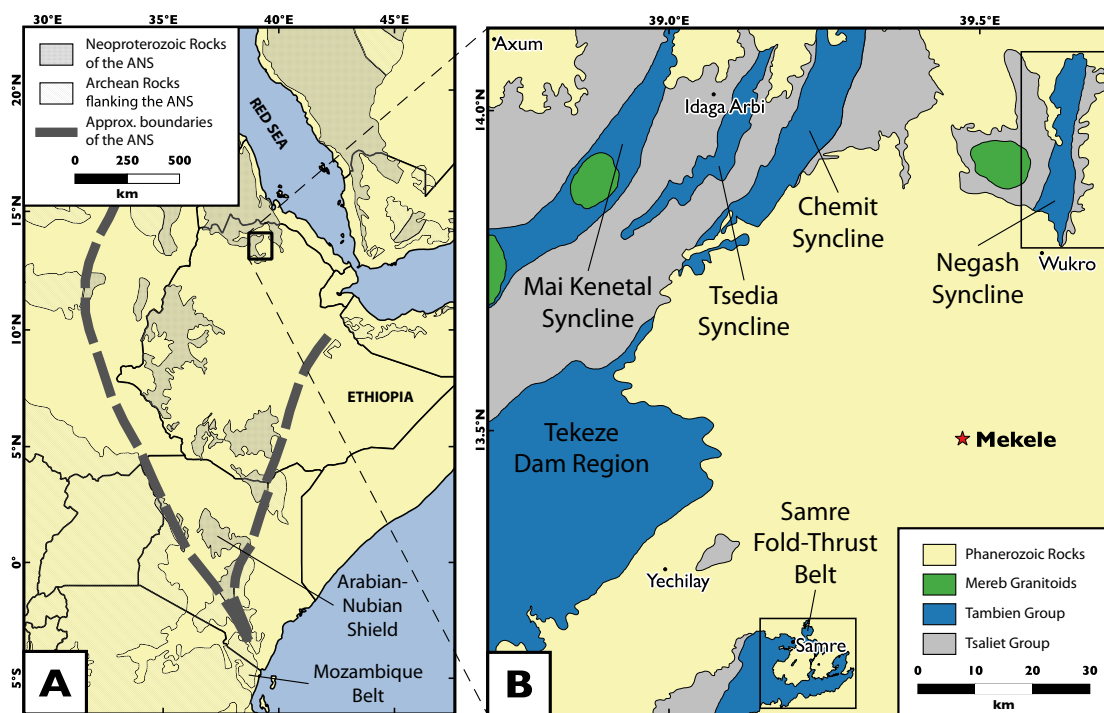 30°E
35°E
40°E
20°N
15°N
10°N
5°N
0°
5°S
Neoproterozoic Rocks
of the ANS
Archean Rocks
flanking the ANS
Approx. boundaries
of the ANS
0 250 500
km
RED SEA
ETHIOPIA
Arabian-
Nubian
Shield
Mozambique
Belt
A
39.0°E
39.5°E
14.0°N
13.5°N
Axum
Idaga Arbi
Mai Kenetal
Syncline
Tsedia
Syncline
Chemit
Syncline
Negash
Syncline
Wukro
Tekeze
Dam Region
Mekele
Samre
Fold-Thrust
Belt
Yechilay
Samre
B
Phanerozoic Rocks
Mereb Granitoids
Tambien Group
Tsaliet Group
0 10 20 30
km